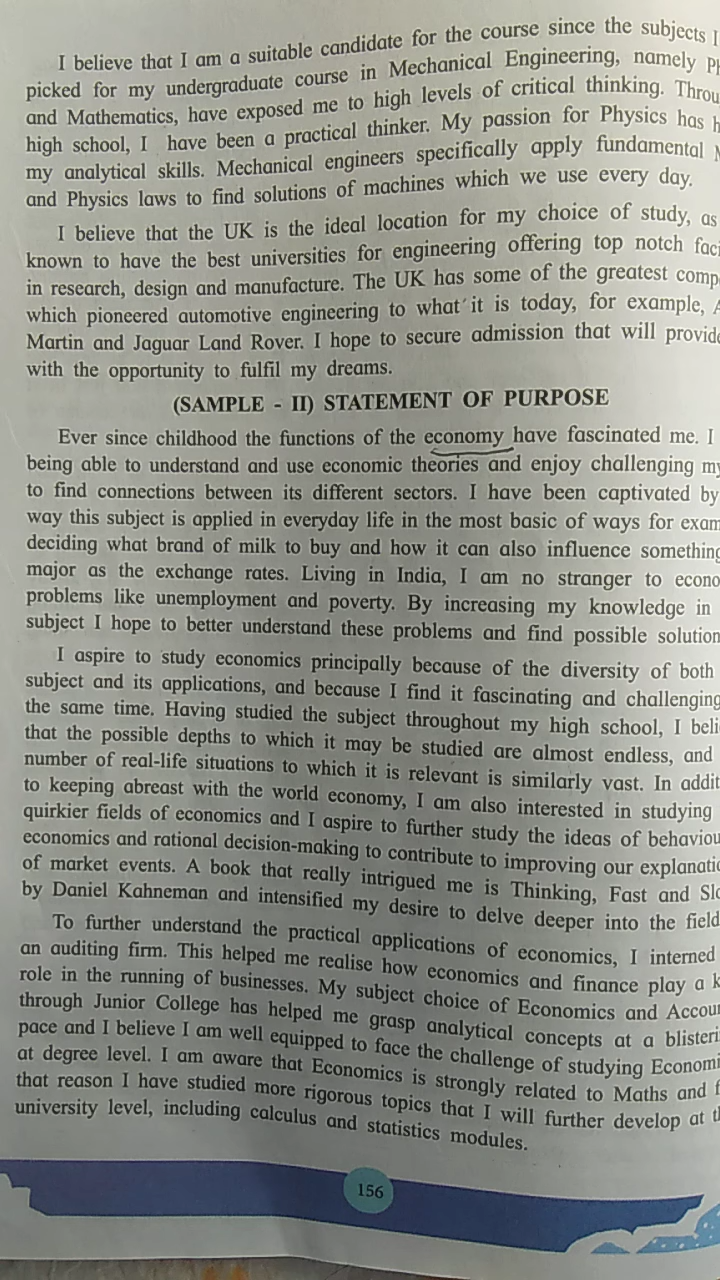 I believe that I am a suitable candidate for the course since the subjects I
picked for my undergraduate course in Mechanical Engineering, namely
and Mathematics, have exposed me to high levels of critical thinking.
high school, I have been a practical thinker. My passion for Physics has
my analytical skills. Mechanical engineers specifically apply fundamental
and Physics laws to find solutions of machines which we use every day.
I believe that the UK is the ideal location for my choice of study, as
known to have the best universities for engineering offering top notch
in research, design and manufacture. The UK has some of the greatest
which pioneered automotive engineering to what it is today, for example,
Martin and Jaguar Land Rover. I hope to secure admission that will
with the opportunity to fulfil my dreams.
(SAMPLE - II) STATEMENT OF PURPOSE
Ever since childhood the functions of the economy have fascinated me. I
being able to understand and use economic theories and enjoy challenging
to find connections between its different sectors. I have been captivated by
way this subject is applied in everyday life in the most basic of ways for
deciding what brand of milk to buy and how it can also influence something
major as the exchange rates. Living in India, I am no stranger to
problems like unemployment and poverty. By increasing my knowledge in
subject I hope to better understand these problems and find possible
I aspire to study economics principally because of the diversity of both
subject and its applications, and because I find it fascinating and challenging
the same time. Having studied the subject throughout my high school, I
that the possible depths to which it may be studied are almost endless, and
number of real-life situations to which it is relevant is similarly vast. In
to keeping abreast with the world economy, I am also interested in studying
quirkier fields of economics and I aspire to further study the ideas of
economics and rational decision-making to contribute to improving our
of market events. A book that really intrigued me is Thinking, Fast and
by Daniel Kahneman and intensified my desire to delve deeper into the field
To further understand the practical applications of economics, I interned
an auditing firm. This helped me realise how economics and finance play a
role in the running of businesses. My subject choice of Economics and
through Junior College has helped me grasp analytical concepts at a
pace and I believe I am well equipped to face the challenge of studying
at degree level. I am aware that Economics is strongly related to Maths and
that reason I have studied more rigorous topics that I will further develop at
university level, including calculus and statistics modules.
156